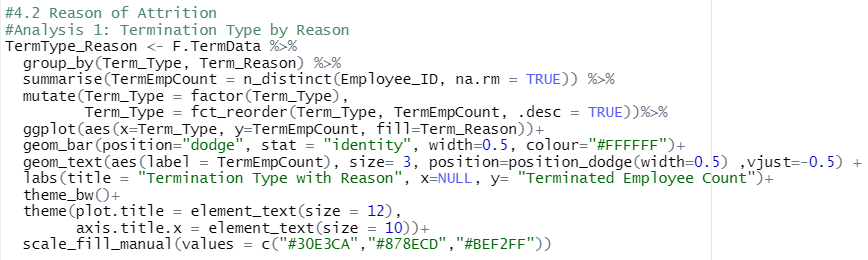 #4.2 Reason of Attrition
#Analysis 1: Termination Type by Reason
TermType_Reason <- F.TermData %>%
  group_by(Term_Type, Term_Reason) %>%
  summarise(TermEmpCount = n_distinct(Employee_ID, na.rm = TRUE)) %>%
  mutate(Term_Type = factor(Term_Type),
         Term_Type = fct_reorder(Term_Type, TermEmpCount, .desc = TRUE))%>%
  ggplot(aes(x=Term_Type, y=TermEmpCount, fill=Term_Reason))+
  geom_bar(position="dodge", stat = "identity", width=0.5, colour="#FFFFFF")+
  geom_text(aes(label = TermEmpCount), size= 3, position=position_dodge(width=0.5) ,vjust=-0.5) +
  labs(title = "Termination Type with Reason", x=NULL, y= "Terminated Employee Count")+
  theme_bw()+
  theme(plot.title = element_text(size = 12),
        axis.title.x = element_text(size = 10))+
  scale_fill_manual(values = c("#30E3CA","#878ECD","#BEF2FF"))